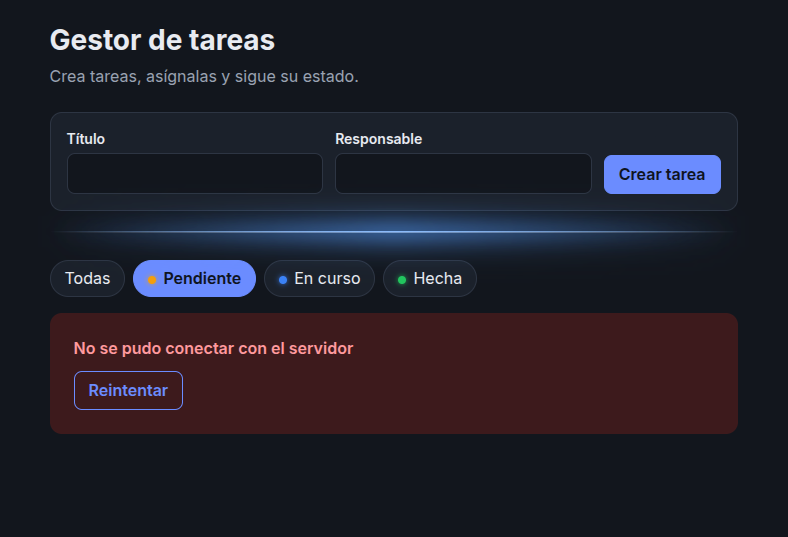 Gestor de tareas
Crea tareas, asígnalas y sigue su estado.
Título
Responsable
Crear tarea
Todas
Pendiente
En curso
Hecha
No se pudo conectar con el servidor
Reintentar